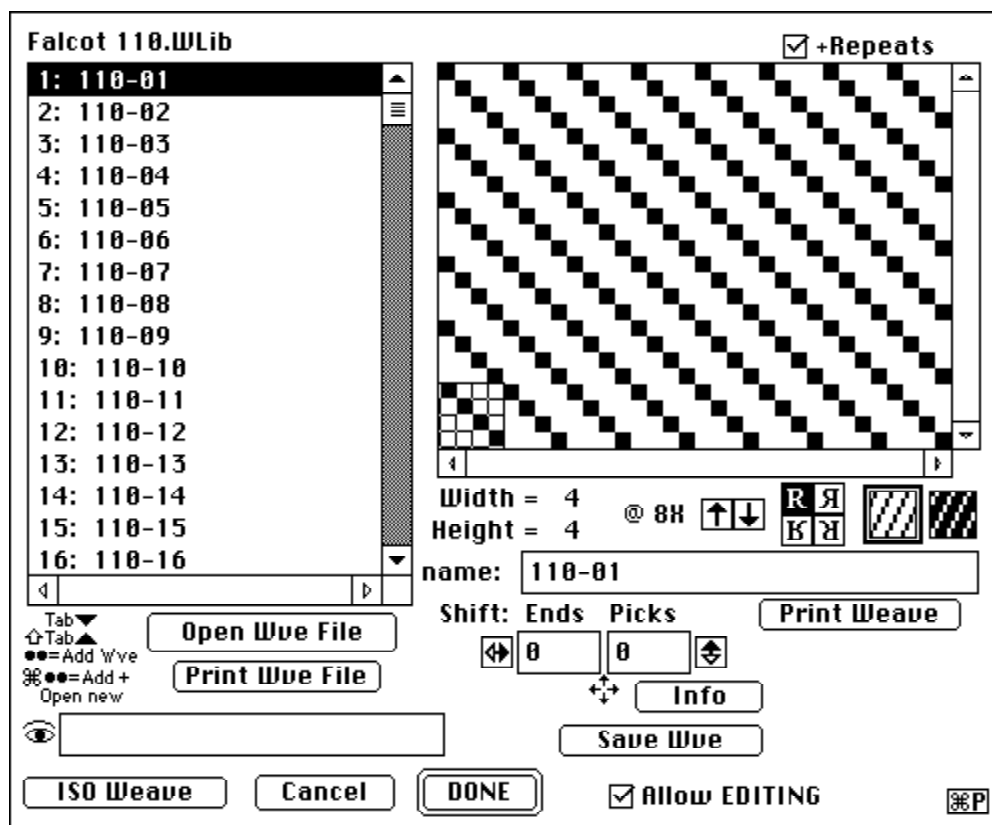 Falcot 110.WLib
+Repeats
1: 110-01
2: 110-02
3: 110-03
4: 110-04
5: 110-05
6: 110-06
7: 110-07
8: 110-08
9: 110-09
10: 110-10
11: 110-11
12: 110-12
13: 110-13
14: 110-14
15: 110-15
16: 110-16
Width = 4
Height = 4
@ 8X
R
name: 110-01
Shift: Ends Picks
0 0
Print Weave
Tab
⇧Tab
●●=Add Wve
⌘●●=Add +
Open new
Open Wve File
Print Wve File
Info
Save Wve
ISO Weave
Cancel
DONE
Allow EDITING
⌘P